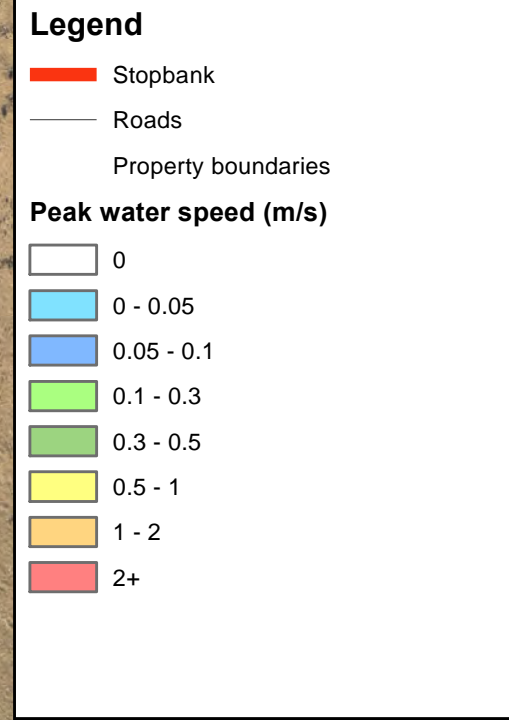 Legend
Stopbank
Roads
Property boundaries
Peak water speed (m/s)
0
0 - 0.05
0.05 - 0.1
0.1 - 0.3
0.3 - 0.5
0.5 - 1
1 - 2
2+